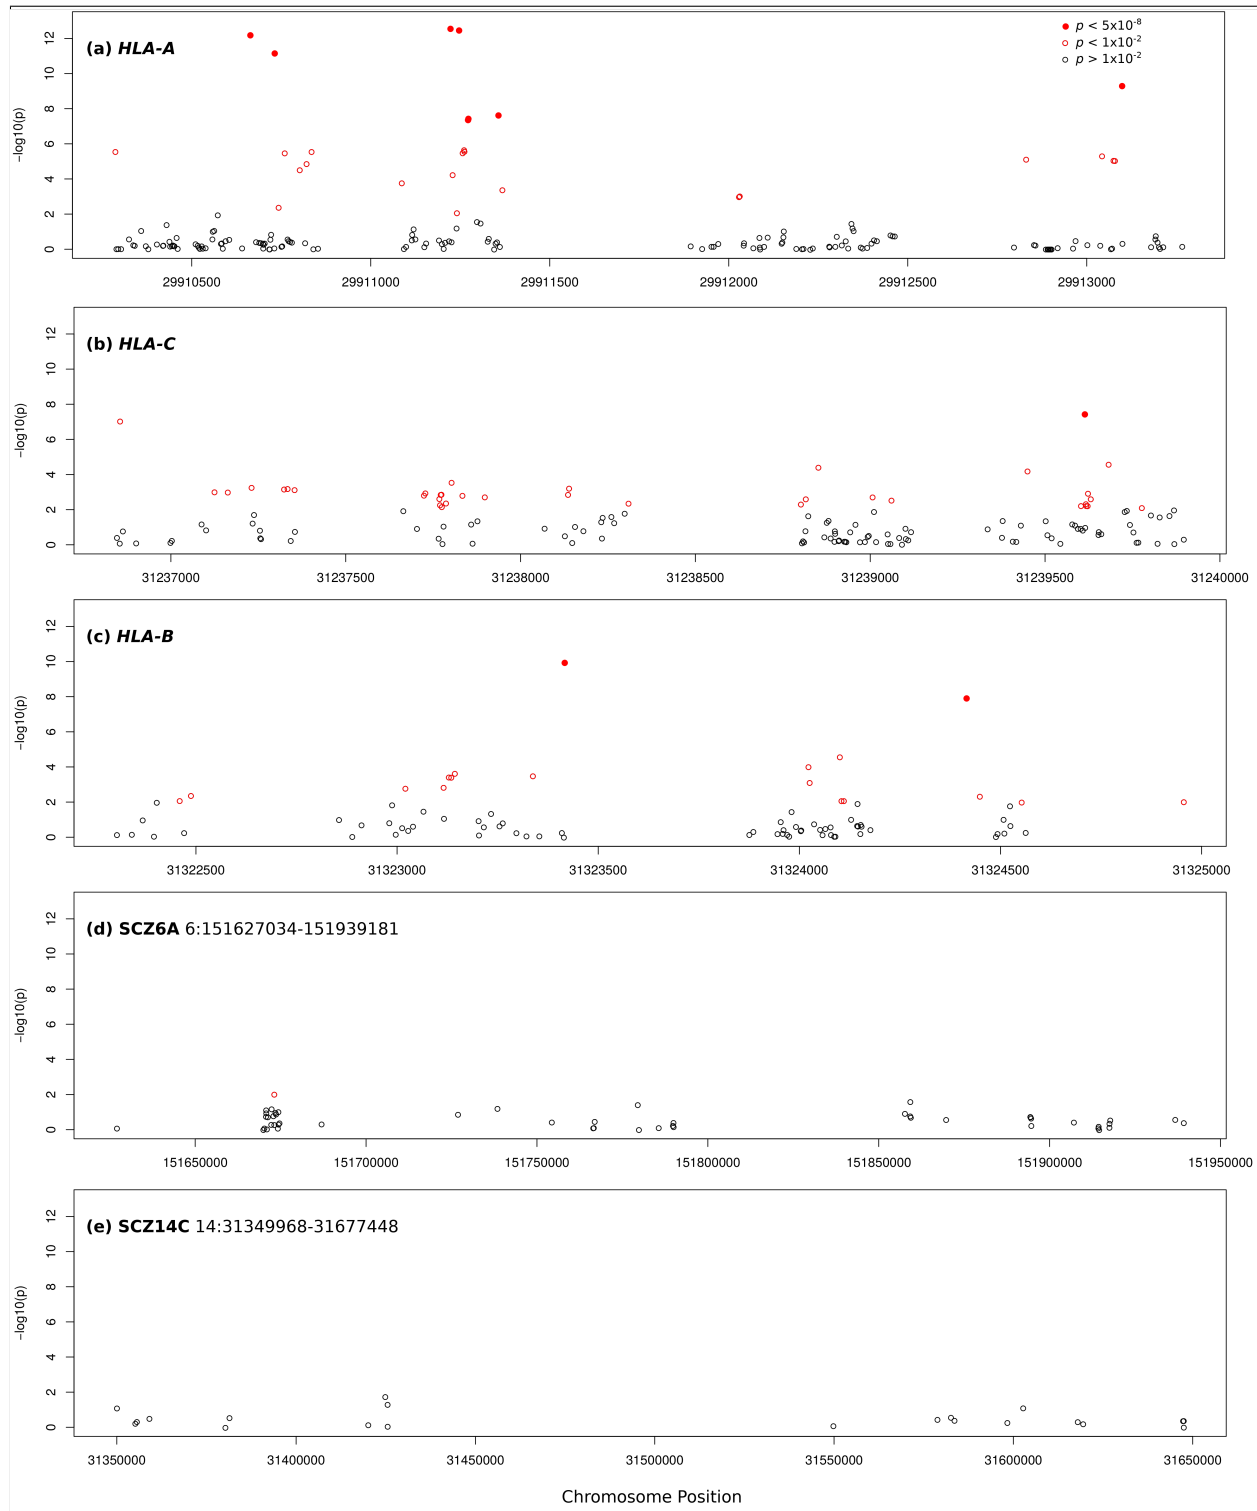 (a) HLA-A
p < 5x10-8
p < 1x10-2
p > 1x10-2
−log10(p)
0 2 4 6 8 10 12
29910500 29911000 29911500 29912000 29912500 29913000
(b) HLA-C
−log10(p)
0 2 4 6 8 10 12
31237000 31237500 31238000 31238500 31239000 31239500 31240000
(c) HLA-B
−log10(p)
0 2 4 6 8 10 12
31322500 31323000 31323500 31324000 31324500 31325000
(d) SCZ6A 6:151627034-151939181
−log10(p)
0 2 4 6 8 10 12
151650000 151700000 151750000 151800000 151850000 151900000 151950000
(e) SCZ14C 14:31349968-31677448
−log10(p)
0 2 4 6 8 10 12
31350000 31400000 31450000 31500000 31550000 31600000 31650000
Chromosome Position